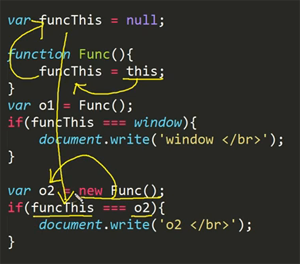 var funcThis = null;
function Func(){
funcThis = this;
}
var o1 = Func();
if(funcThis === window){
document.write('window </br>');
}
var o2 = new Func();
if(funcThis === o2){
document.write('o2 </br>');
}